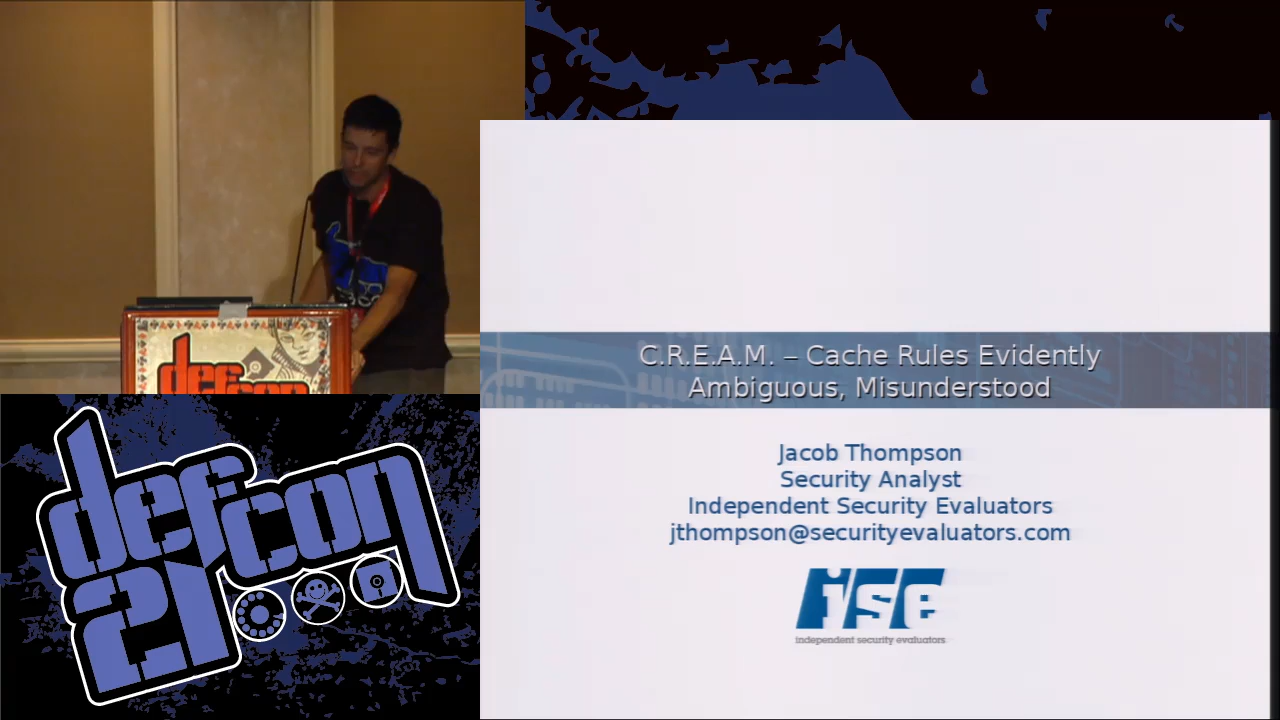 defcon
C.R.E.A.M. – Cache Rules Evidently
Ambiguous, Misunderstood
Jacob Thompson
Security Analyst
Independent Security Evaluators
jthompson@securityevaluators.com
ise
independent security evaluators
defcon
21